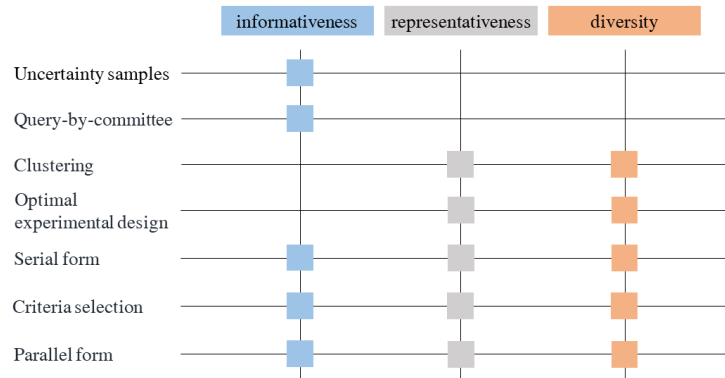 informativeness representativeness diversity
Uncertainty samples
Query-by-committee
Clustering
Optimal
experimental design
Serial form
Criteria selection
Parallel form